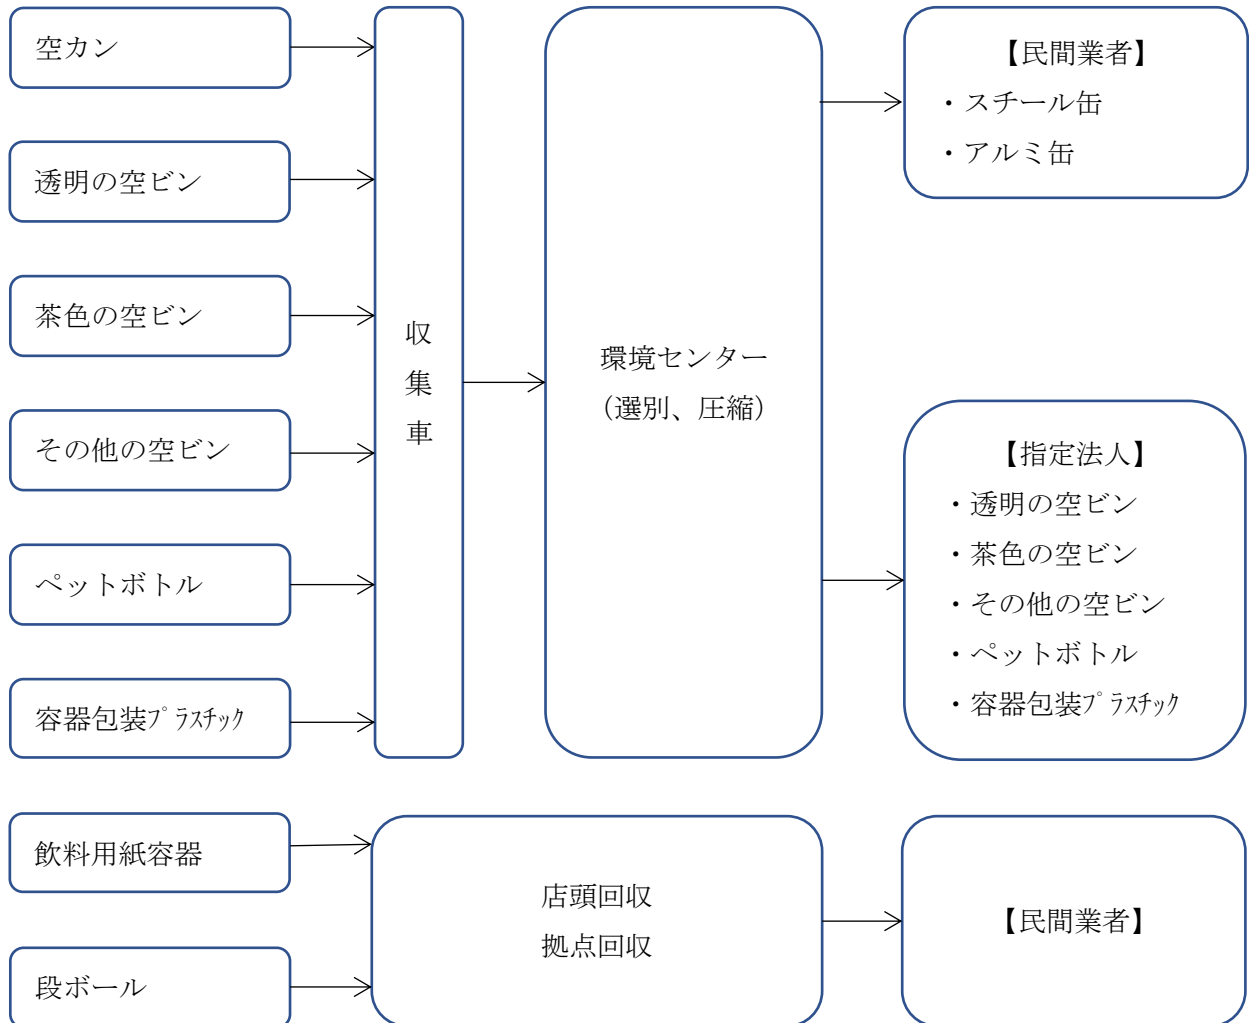 空カン
透明の空ビン
茶色の空ビン
その他の空ビン
ペットボトル
容器包装プラスチック
飲料用紙容器
段ボール
収
集
車
環境センター
(選別、圧縮)
【民間業者】
・スチール缶
・アルミ缶
【指定法人】
・透明の空ビン
・茶色の空ビン
・その他の空ビン
・ペットボトル
・容器包装プラスチック
店頭回収
拠点回収
【民間業者】